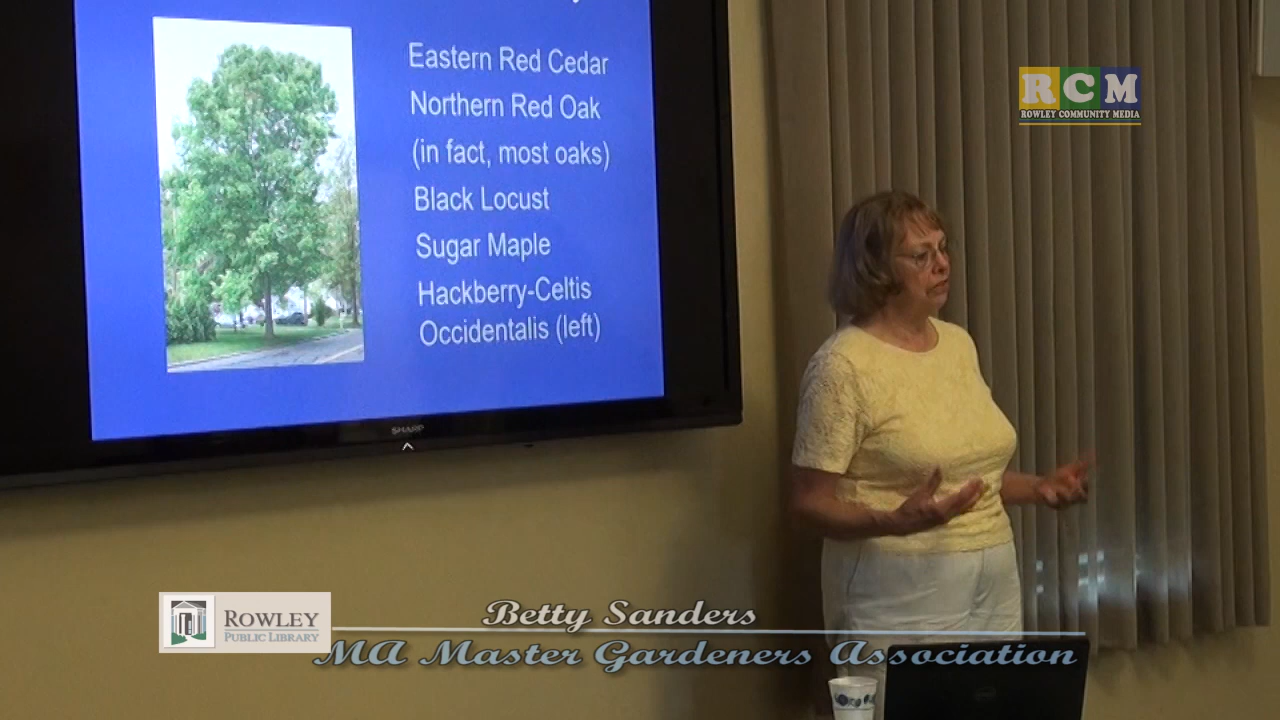 Eastern Red Cedar
Northern Red Oak
(in fact, most oaks)
Black Locust
Sugar Maple
Hackberry-Celtis
Occidentalis (left)
SHARP
RCM
ROWLEY COMMUNITY MEDIA
ROWLEY
PUBLIC LIBRARY
Betty Sanders
MA Master Gardeners Association